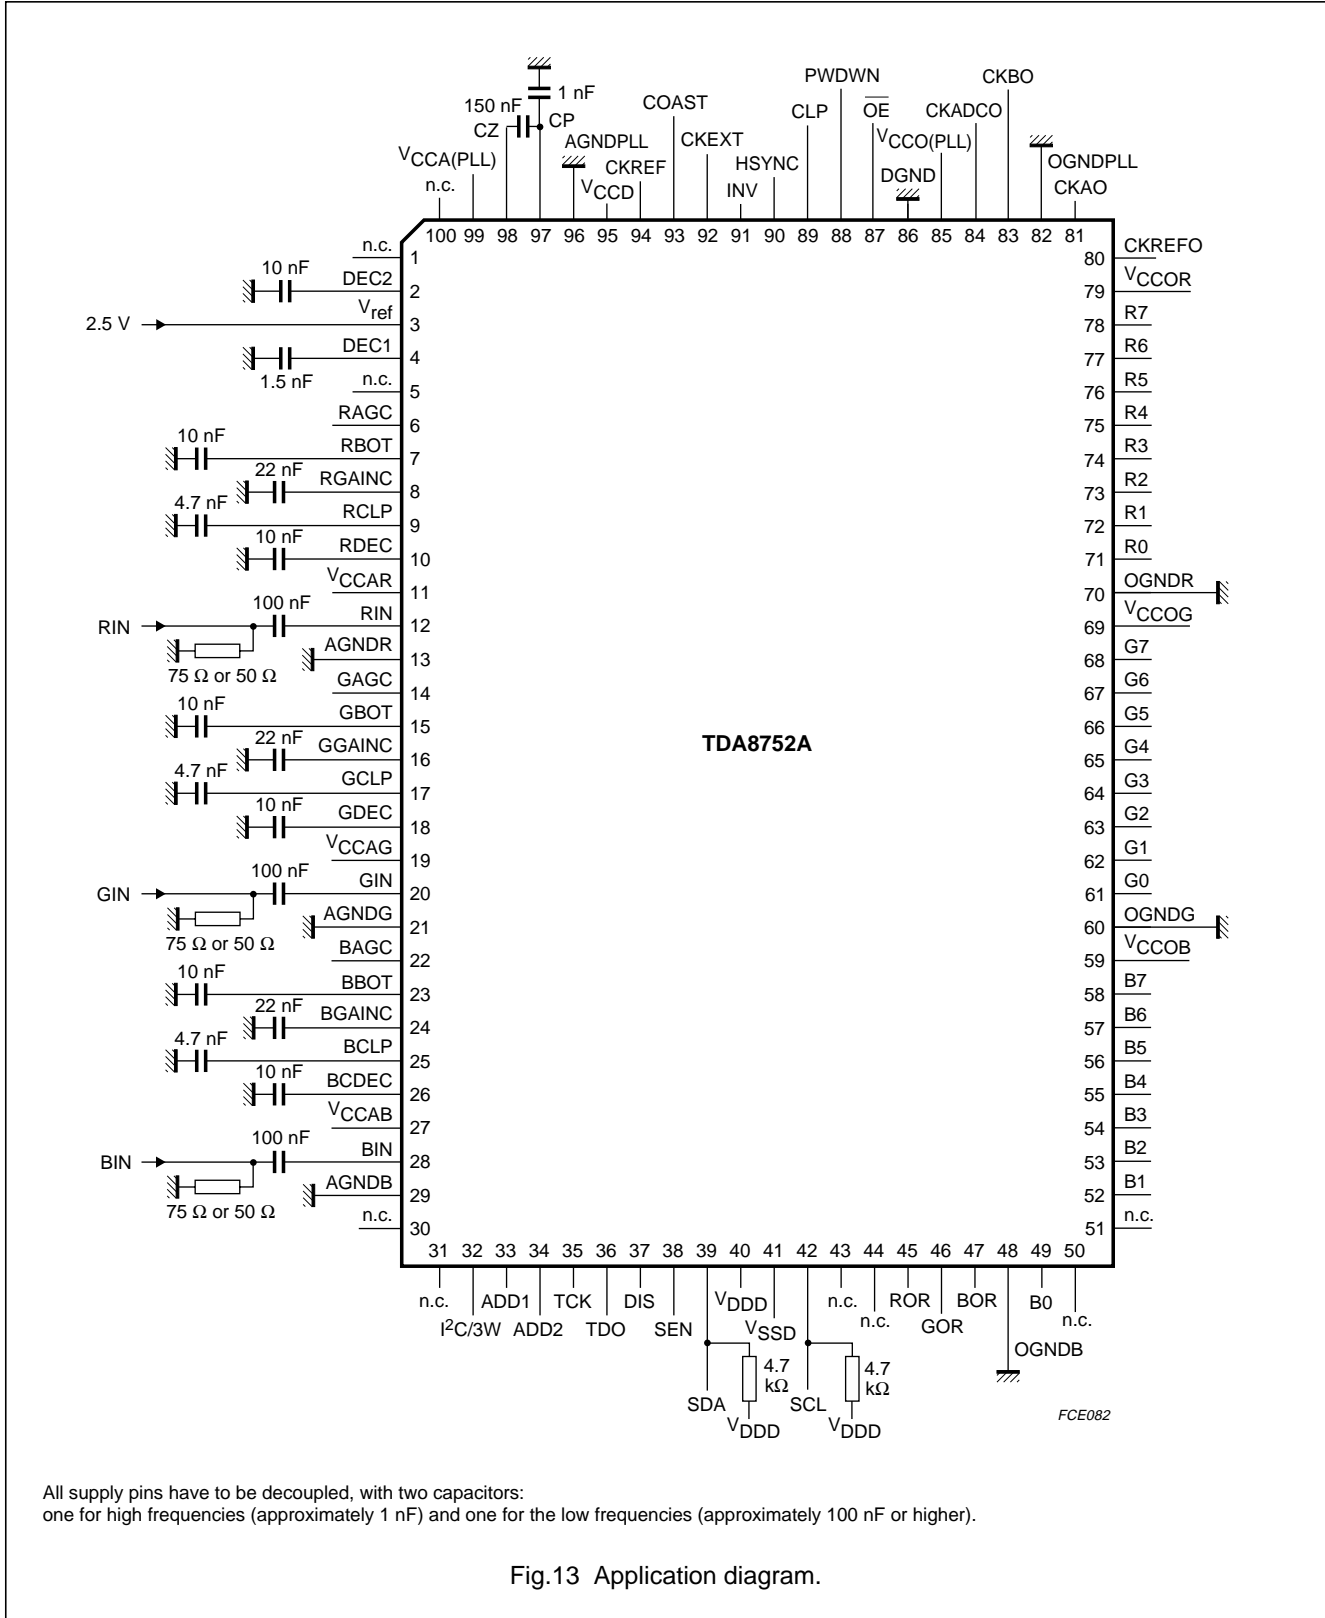 1 nF
150 nF
CZ
CP
VCCA(PLL)
n.c.
AGNDPLL
VCCD
CKREF
COAST
CKEXT
INV
HSYNC
CLP
PWDWN
OE
VCCO(PLL)
DGND
CKADCO
CKBO
OGNDPLL
CKAO
100 99 98 97 96 95 94 93 92 91 90 89 88 87 86 85 84 83 82 81
n.c. 1
10 nF DEC2 2
2.5 V Vref 3
DEC1 4
1.5 nF
n.c. 5
RAGC 6
10 nF RBOT 7
22 nF RGAINC 8
4.7 nF RCLP 9
10 nF RDEC 10
VCCAR 11
RIN 100 nF RIN 12
75 Ω or 50 Ω
AGNDR 13
GAGC 14
10 nF GBOT 15
22 nF GGAINC 16
4.7 nF GCLP 17
10 nF GDEC 18
VCCAG 19
GIN 100 nF GIN 20
75 Ω or 50 Ω
AGNDG 21
BAGC 22
10 nF BBOT 23
22 nF BGAINC 24
4.7 nF BCLP 25
10 nF BCDEC 26
VCCAB 27
BIN 100 nF BIN 28
75 Ω or 50 Ω
AGNDB 29
n.c. 30
TDA8752A
80 CKREFO
79 VCCOR
78 R7
77 R6
76 R5
75 R4
74 R3
73 R2
72 R1
71 R0
70 OGNDR
69 VCCOG
68 G7
67 G6
66 G5
65 G4
64 G3
63 G2
62 G1
61 G0
60 OGNDG
59 VCCOB
58 B7
57 B6
56 B5
55 B4
54 B3
53 B2
52 B1
51 n.c.
31 32 33 34 35 36 37 38 39 40 41 42 43 44 45 46 47 48 49 50
n.c.
I²C/3W
ADD1
ADD2
TCK
TDO
DIS
SEN
VDDD
VSSD
n.c.
n.c.
ROR
GOR
BOR
OGNDB
B0
n.c.
SDA
4.7 kΩ
VDDD
SCL
4.7 kΩ
VDDD
FCE082
All supply pins have to be decoupled, with two capacitors:
one for high frequencies (approximately 1 nF) and one for the low frequencies (approximately 100 nF or higher).
Fig.13 Application diagram.